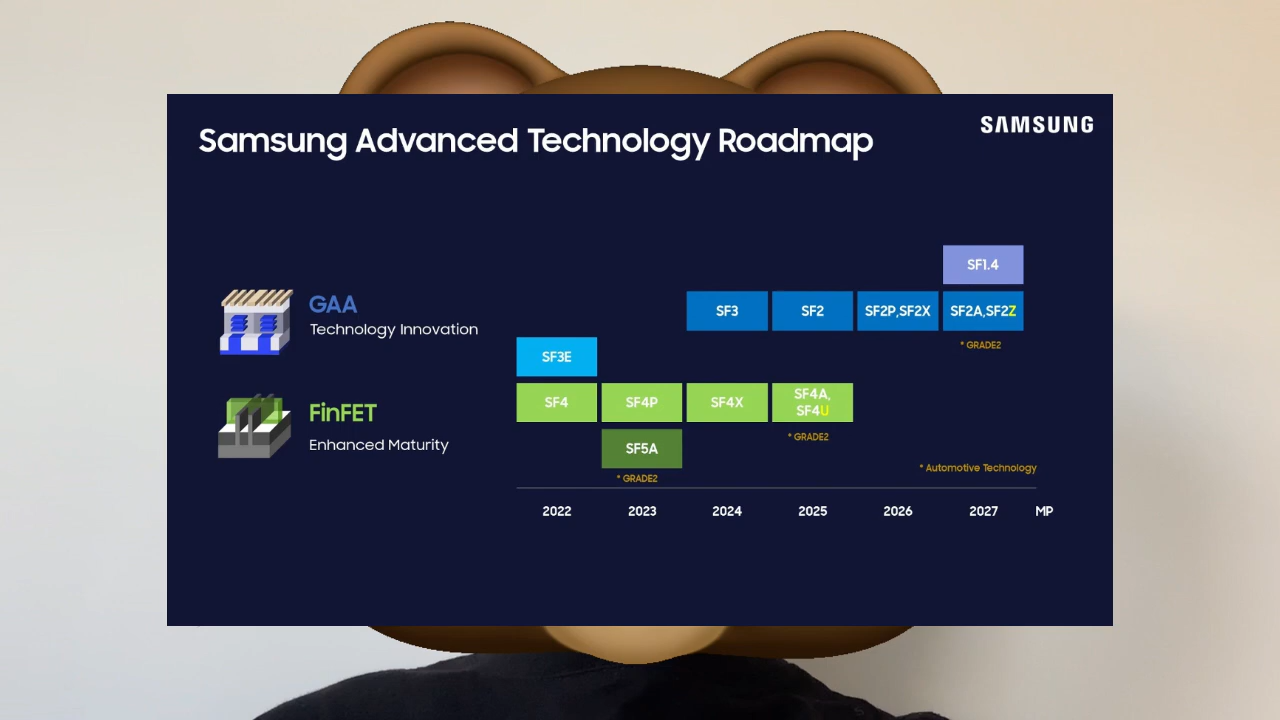 SAMSUNG
Samsung Advanced Technology Roadmap
SF1.4
GAA
Technology Innovation
SF3
SF2
SF2P,SF2X
SF2A,SF2Z
* GRADE2
SF3E
FinFET
Enhanced Maturity
SF4
SF4P
SF4X
SF4A,
SF4U
* GRADE2
SF5A
* GRADE2
* Automotive Technology
2022
2023
2024
2025
2026
2027
MP